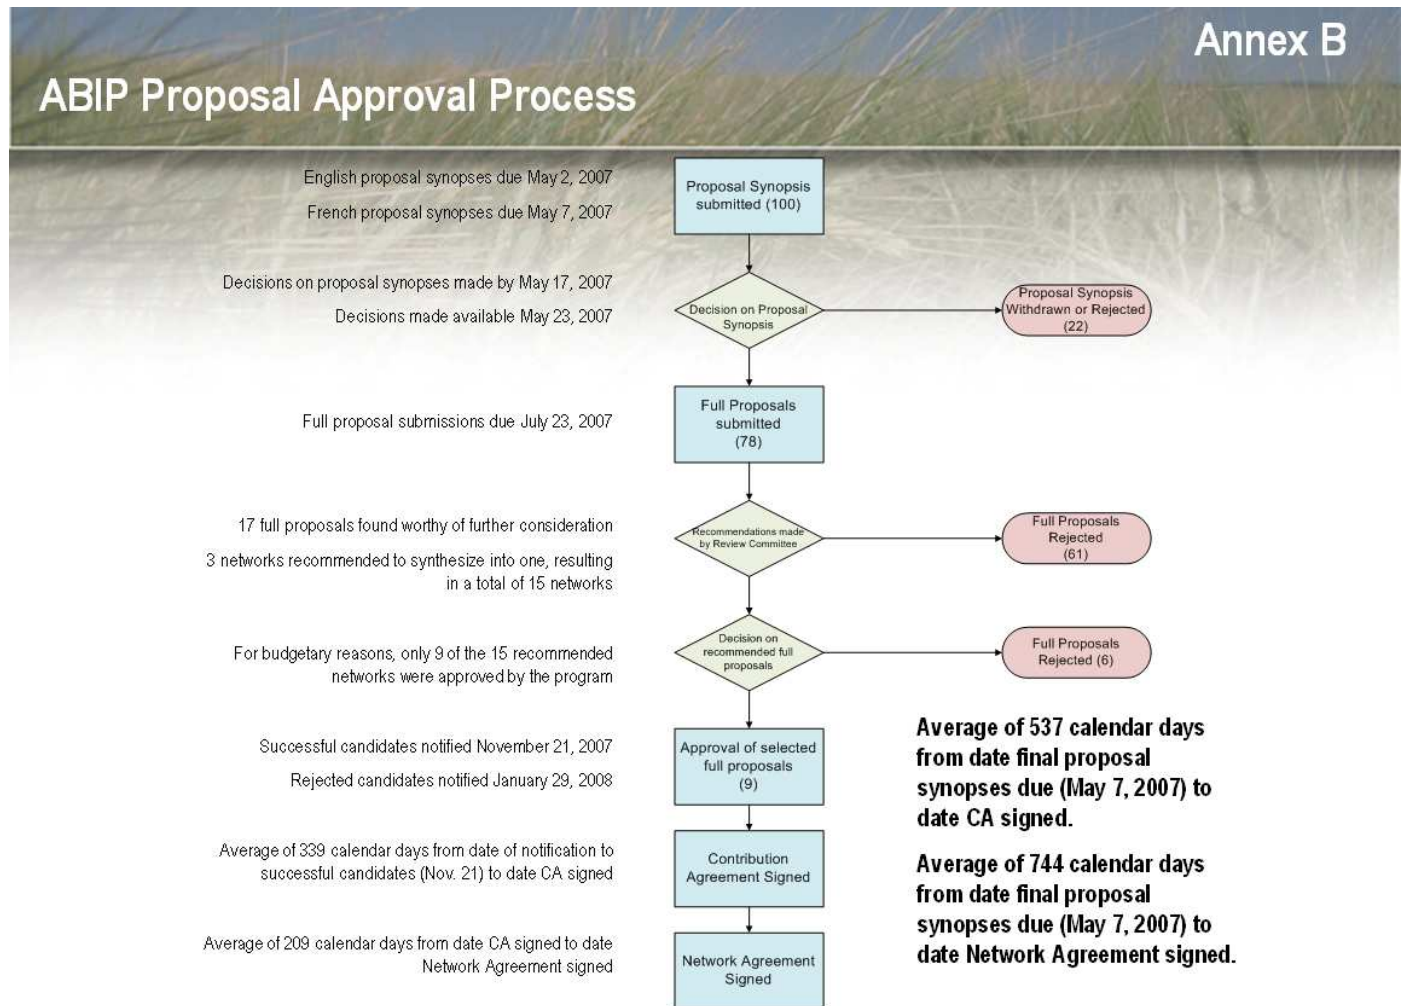 Annex B
ABIP Proposal Approval Process
English proposal synopses due May 2, 2007
French proposal synopses due May 7, 2007
Proposal Synopsis
submitted (100)
Decisions on proposal synopses made by May 17, 2007
Decisions made available May 23, 2007
Decision on Proposal
Synopsis
Proposal Synopsis
Withdrawn or Rejected
(22)
Full proposal submissions due July 23, 2007
Full Proposals
submitted
(78)
17 full proposals found worthy of further consideration
3 networks recommended to synthesize into one, resulting
in a total of 15 networks
Recommendations made
by Review Committee
Full Proposals
Rejected
(61)
For budgetary reasons, only 9 of the 15 recommended
networks were approved by the program
Decision on
recommended full
proposals
Full Proposals
Rejected (6)
Successful candidates notified November 21, 2007
Rejected candidates notified January 29, 2008
Approval of selected
full proposals
(9)
Average of 537 calendar days
from date final proposal
synopses due (May 7, 2007) to
date CA signed.
Average of 339 calendar days from date of notification to
successful candidates (Nov. 21) to date CA signed
Contribution
Agreement Signed
Average of 744 calendar days
from date final proposal
synopses due (May 7, 2007) to
date Network Agreement signed.
Average of 209 calendar days from date CA signed to date
Network Agreement signed
Network Agreement
Signed